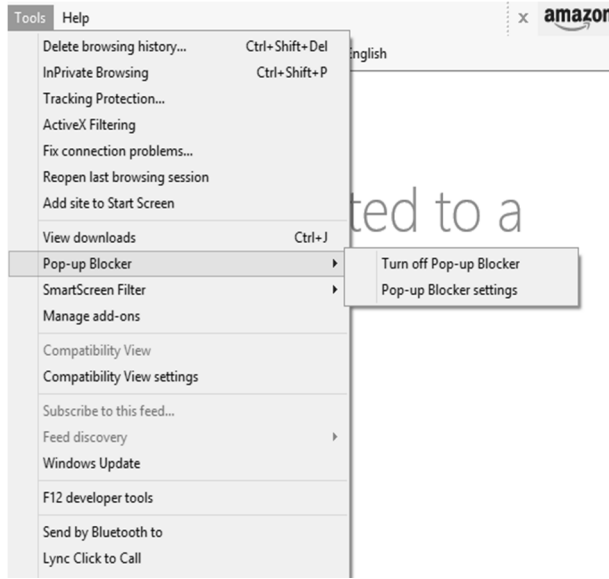 Tools Help
x amazon
Delete browsing history... Ctrl+Shift+Del
English
InPrivate Browsing Ctrl+Shift+P
Tracking Protection...
ActiveX Filtering
Fix connection problems...
Reopen last browsing session
Add site to Start Screen
ted to a
View downloads Ctrl+J
Pop-up Blocker
Turn off Pop-up Blocker
SmartScreen Filter
Pop-up Blocker settings
Manage add-ons
Compatibility View
Compatibility View settings
Subscribe to this feed...
Feed discovery
Windows Update
F12 developer tools
Send by Bluetooth to
Lync Click to Call